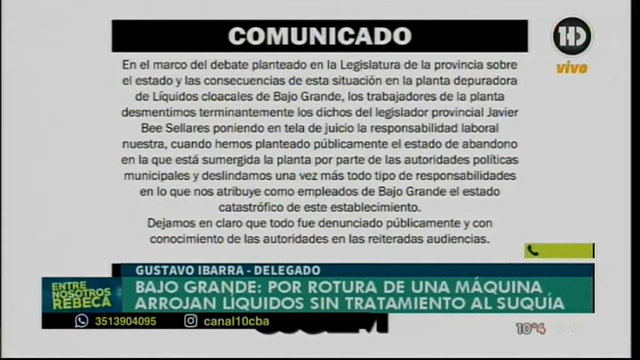 COMUNICADO
En el marco del debate planteado en la Legislatura de la provincia sobre
el estado y las consecuencias de esta situación en la planta depuradora
de Líquidos cloacales de Bajo Grande, los trabajadores de la planta
desmentimos terminantemente los dichos del legislador provincial Javier
Bee Sellares poniendo en tela de juicio la responsabilidad laboral
nuestra, cuando hemos planteado públicamente el estado de abandono
en la que está sumergida la planta por parte de las autoridades políticas
municipales y deslindamos una vez más todo tipo de responsabilidades
en lo que nos atribuye como empleados de Bajo Grande el estado
catastrófico de este establecimiento.
Dejamos en claro que todo fue denunciado públicamente y con
conocimiento de las autoridades en las reiteradas audiencias.
HD
vivo
GUSTAVO IBARRA - DELEGADO
ENTRE
NOSOTROS
REBECA
BAJO GRANDE: POR ROTURA DE UNA MÁQUINA
ARROJAN LÍQUIDOS SIN TRATAMIENTO AL SUQUÍA
3513904095
canal10cba
10°4